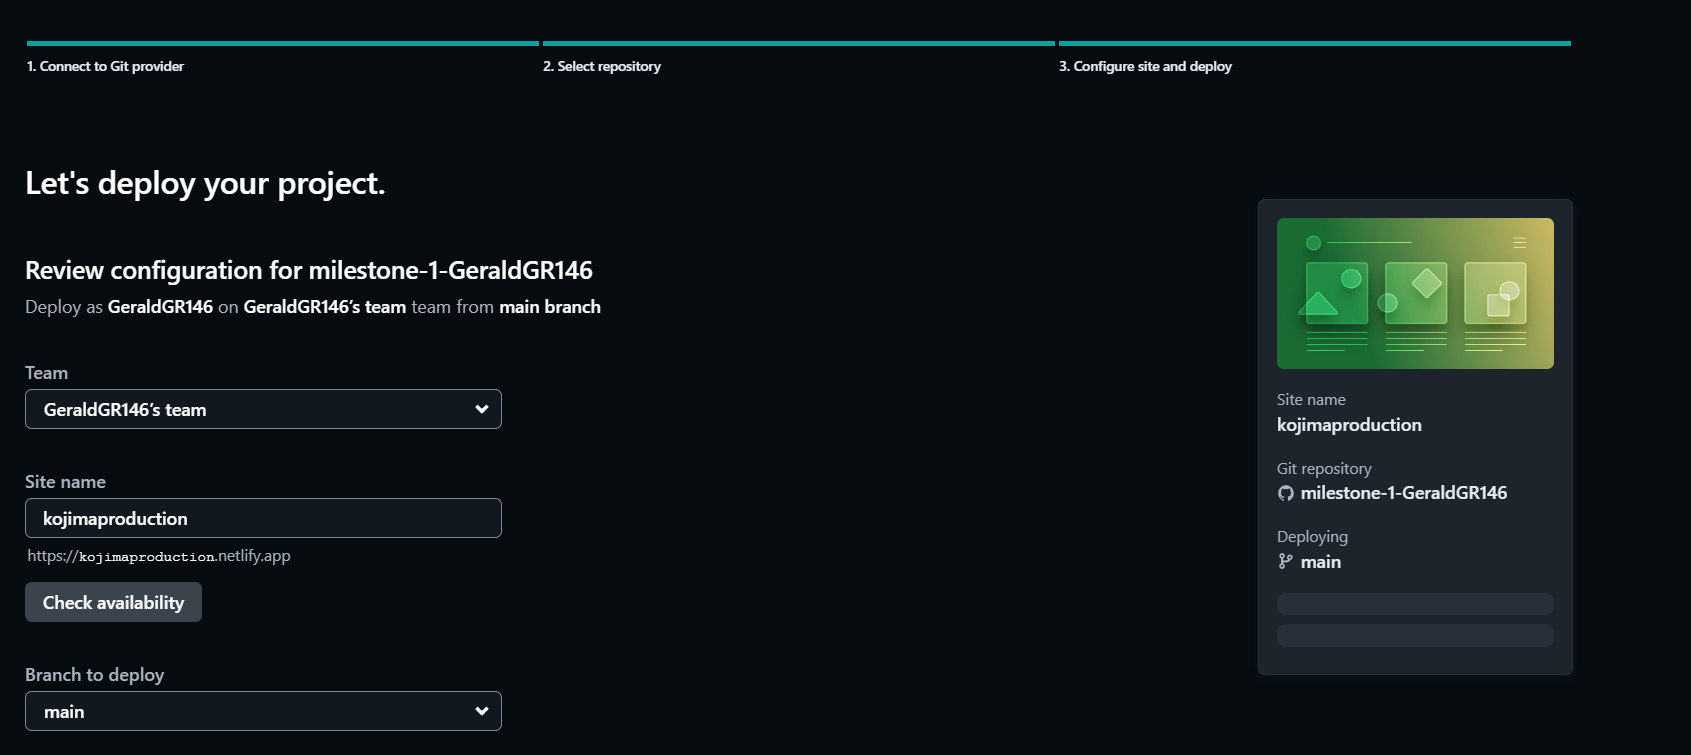 1. Connect to Git provider
2. Select repository
3. Configure site and deploy
Let's deploy your project.
Review configuration for milestone-1-GeraldGR146
Deploy as GeraldGR146 on GeraldGR146's team team from main branch
Team
GeraldGR146's team
Site name
kojimaproduction
https://kojimaproduction.netlify.app
Check availability
Branch to deploy
main
Site name
kojimaproduction
Git repository
milestone-1-GeraldGR146
Deploying
main